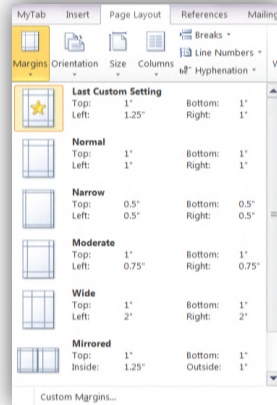 MyTab Insert Page Layout References Mailing
Margins Orientation Size Columns
Breaks
Line Numbers
Hyphenation
Last Custom Setting
Top: 1" Bottom: 1"
Left: 1.25" Right: 1"
Normal
Top: 1" Bottom: 1"
Left: 1" Right: 1"
Narrow
Top: 0.5" Bottom: 0.5"
Left: 0.5" Right: 0.5"
Moderate
Top: 1" Bottom: 1"
Left: 0.75" Right: 0.75"
Wide
Top: 1" Bottom: 1"
Left: 2" Right: 2"
Mirrored
Top: 1" Bottom: 1"
Inside: 1.25" Outside: 1"
Custom Margins...